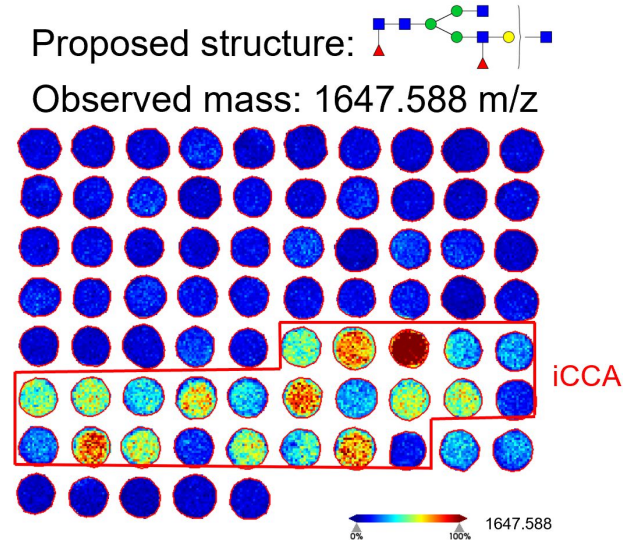 Proposed structure:
Observed mass: 1647.588 m/z
iCCA
0%
100%
1647.588